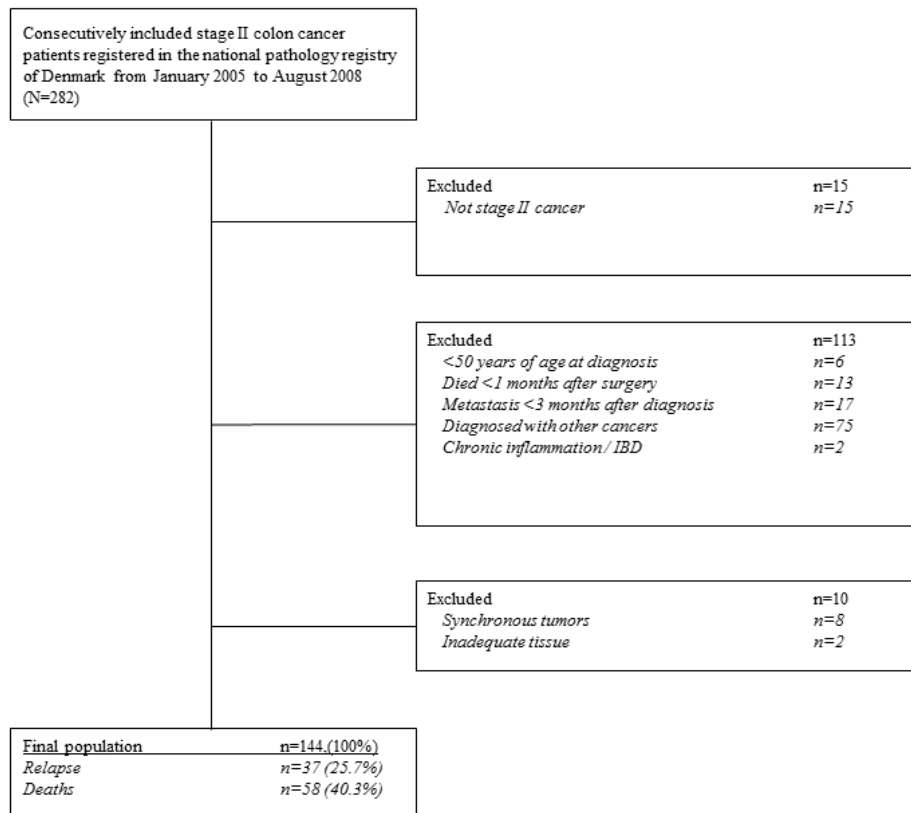 Consecutively included stage II colon cancer
patients registered in the national pathology registry
of Denmark from January 2005 to August 2008
(N=282)
Excluded n=15
Not stage II cancer n=15
Excluded n=113
<50 years of age at diagnosis n=6
Died <1 months after surgery n=13
Metastasis <3 months after diagnosis n=17
Diagnosed with other cancers n=75
Chronic inflammation / IBD n=2
Excluded n=10
Synchronous tumors n=8
Inadequate tissue n=2
Final population n=144,(100%)
Relapse n=37 (25.7%)
Deaths n=58 (40.3%)